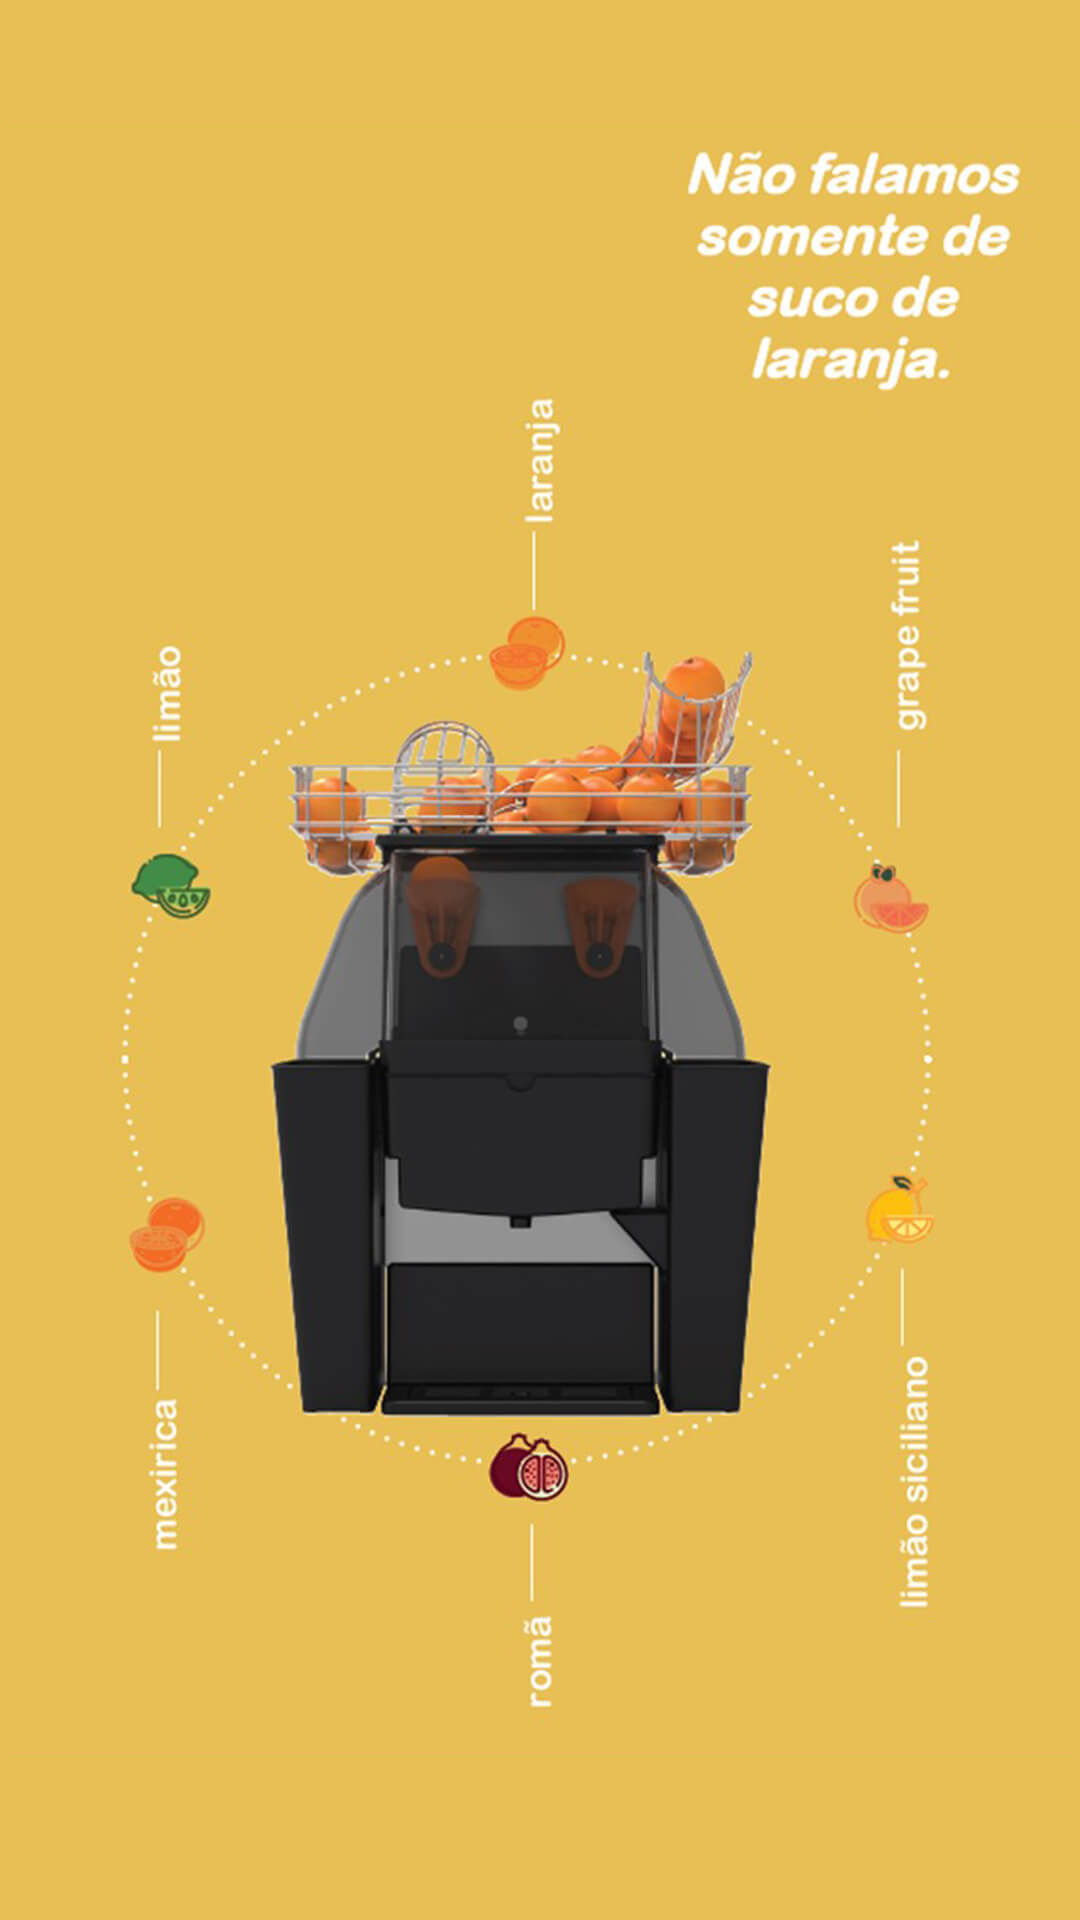 Não falamos
somente de
suco de
laranja.
laranja
grape fruit
limão
limão siciliano
mexirica
romã